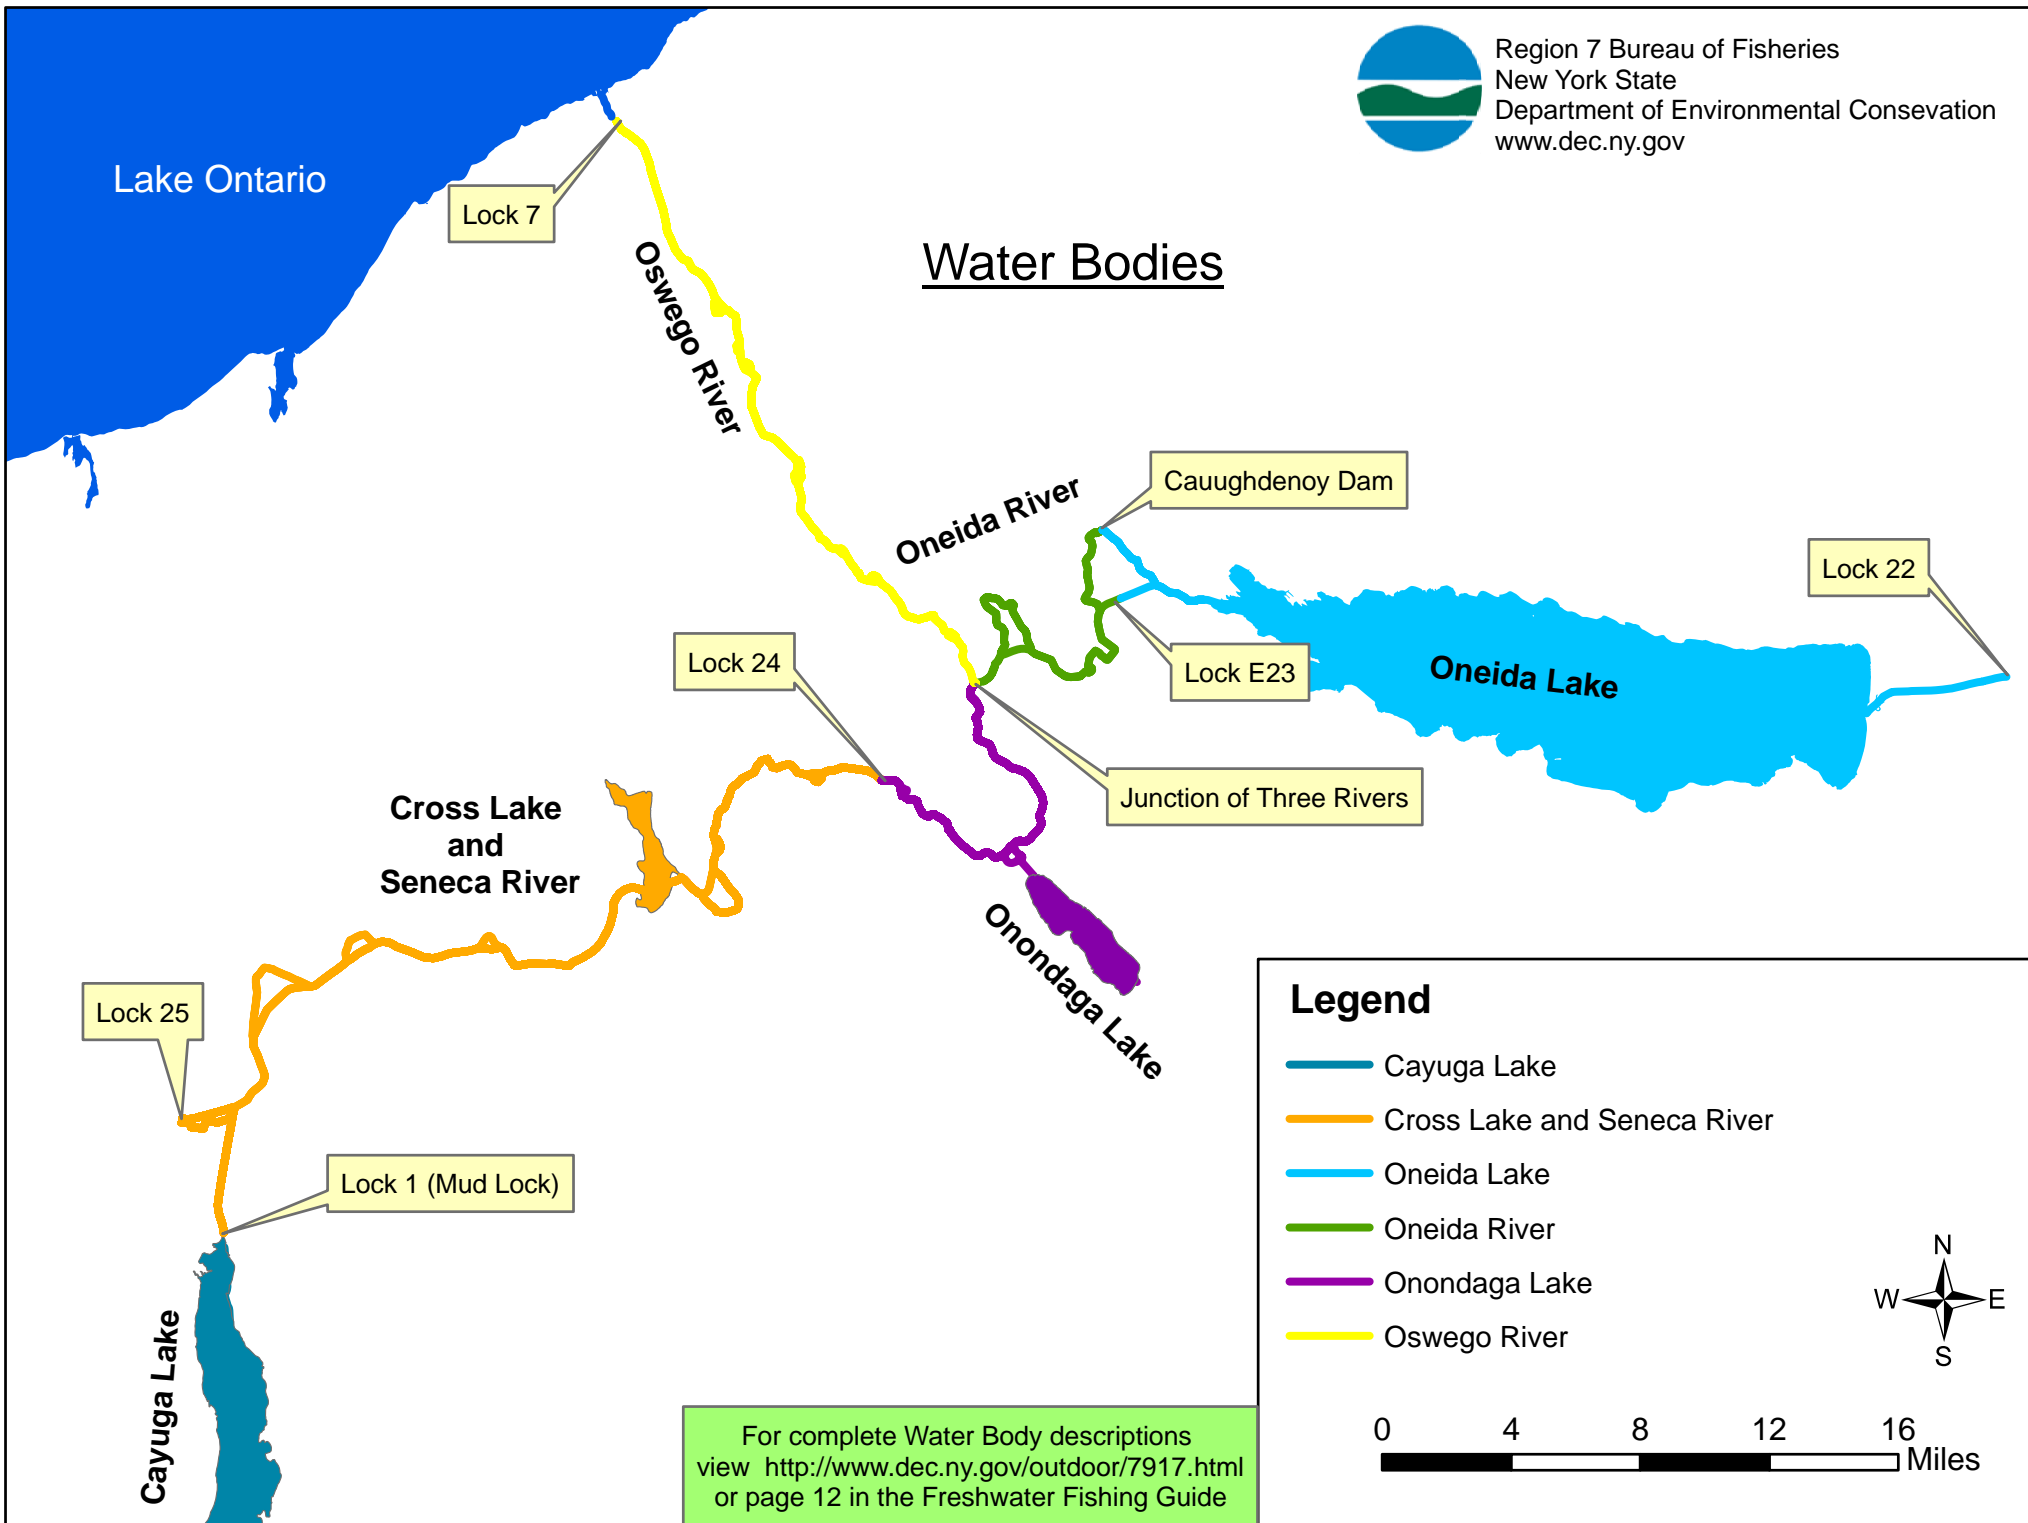 Region 7 Bureau of Fisheries
New York State
Department of Environmental Consevation
www.dec.ny.gov
Lake Ontario
Lock 7
Water Bodies
Oswego River
Oneida River
Cauughdenoy Dam
Lock 22
Lock 24
Lock E23
Oneida Lake
Junction of Three Rivers
Cross Lake
and
Seneca River
Onondaga Lake
Lock 25
Lock 1 (Mud Lock)
Cayuga Lake
Legend
Cayuga Lake
Cross Lake and Seneca River
Oneida Lake
Oneida River
Onondaga Lake
Oswego River
N
W E
S
0 4 8 12 16
Miles
For complete Water Body descriptions
view http://www.dec.ny.gov/outdoor/7917.html
or page 12 in the Freshwater Fishing Guide